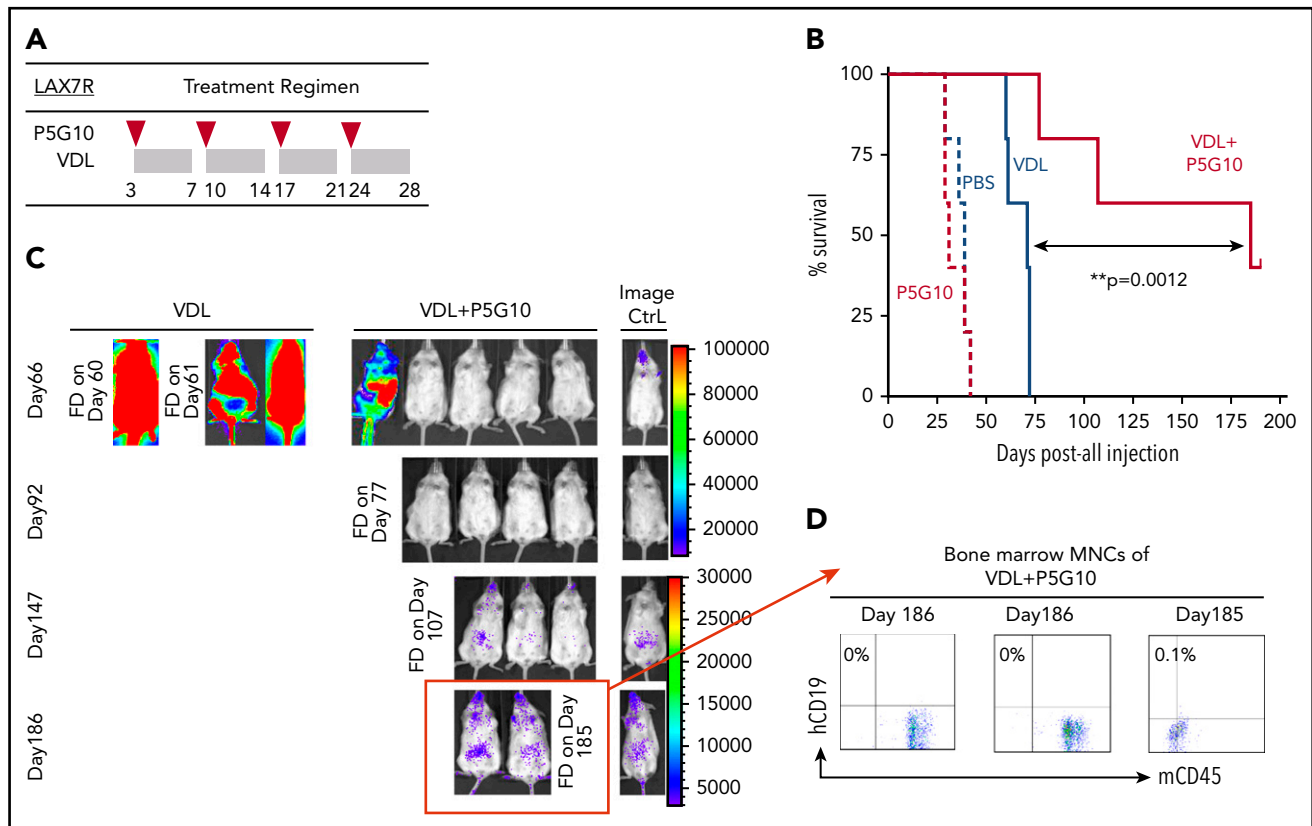 A
LAX7R Treatment Regimen
P5G10
VDL
3 7 10 14 17 21 24 28
B
% survival
100
75
50
25
0
0 25 50 75 100 125 150 175 200
Days post-all injection
P5G10
PBS
VDL
VDL+
P5G10
**p=0.0012
C
VDL
VDL+P5G10
Image
CtrL
Day66
FD on
Day 60
FD on
Day61
100000
80000
60000
40000
20000
Day92
FD on
Day 77
Day147
FD on Day
107
30000
25000
20000
15000
10000
5000
Day186
FD on Day
185
D
Bone marrow MNCs of
VDL+P5G10
Day 186 Day186 Day185
0% 0% 0.1%
hCD19
mCD45